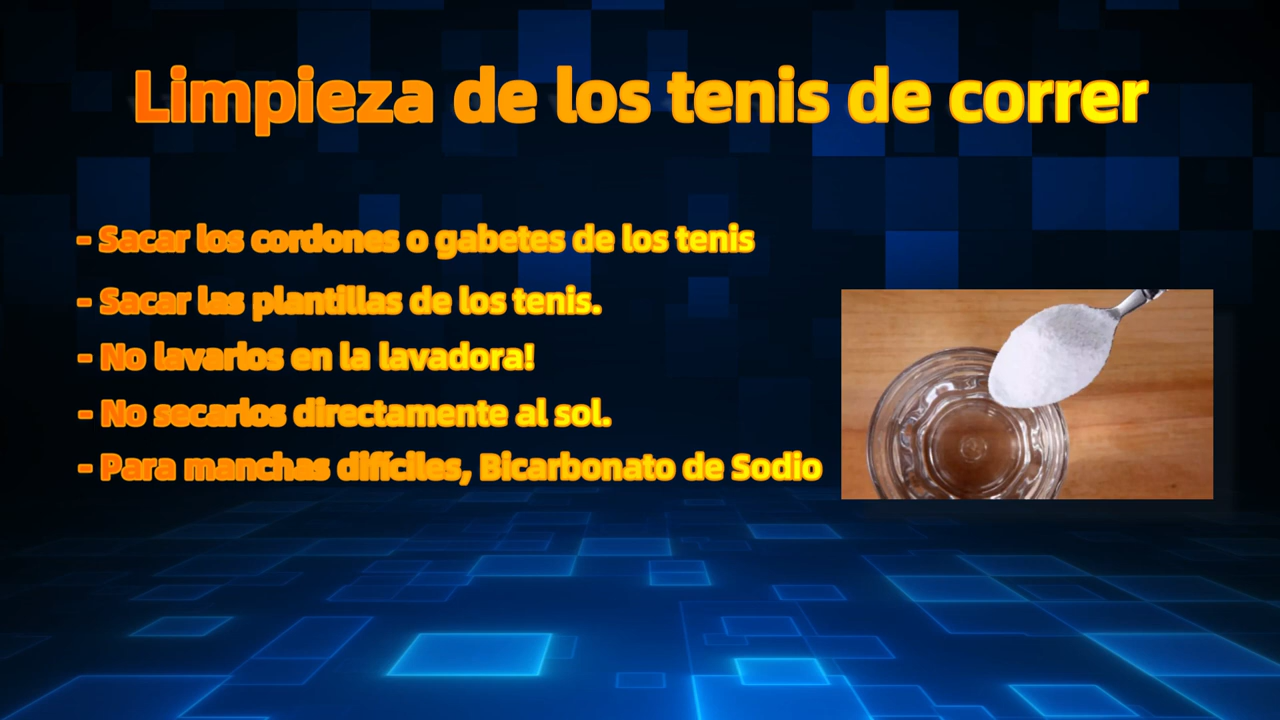 Limpieza de los tenis de correr
- Sacar los cordones o gabetes de los tenis
- Sacar las plantillas de los tenis.
- No lavarlos en la lavadora!
- No secarlos directamente al sol.
- Para manchas difíciles, Bicarbonato de Sodio